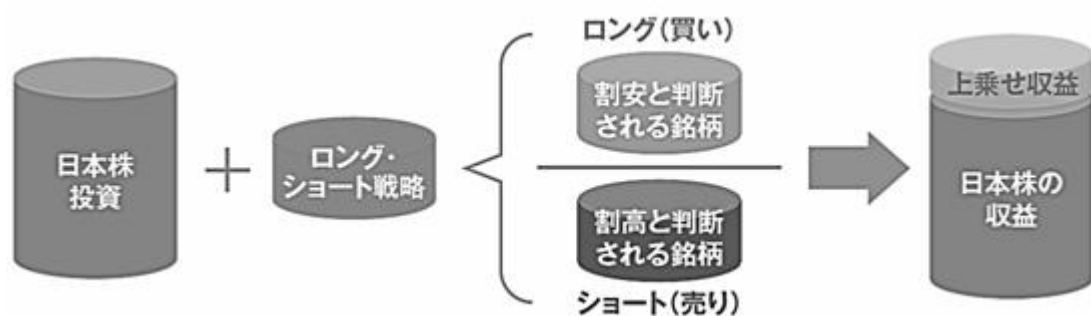 日本株
投資
+
ロング・
ショート戦略
ロング(買い)
割安と判断
される銘柄
割高と判断
される銘柄
ショート(売り)
上乗せ収益
日本株の
収益